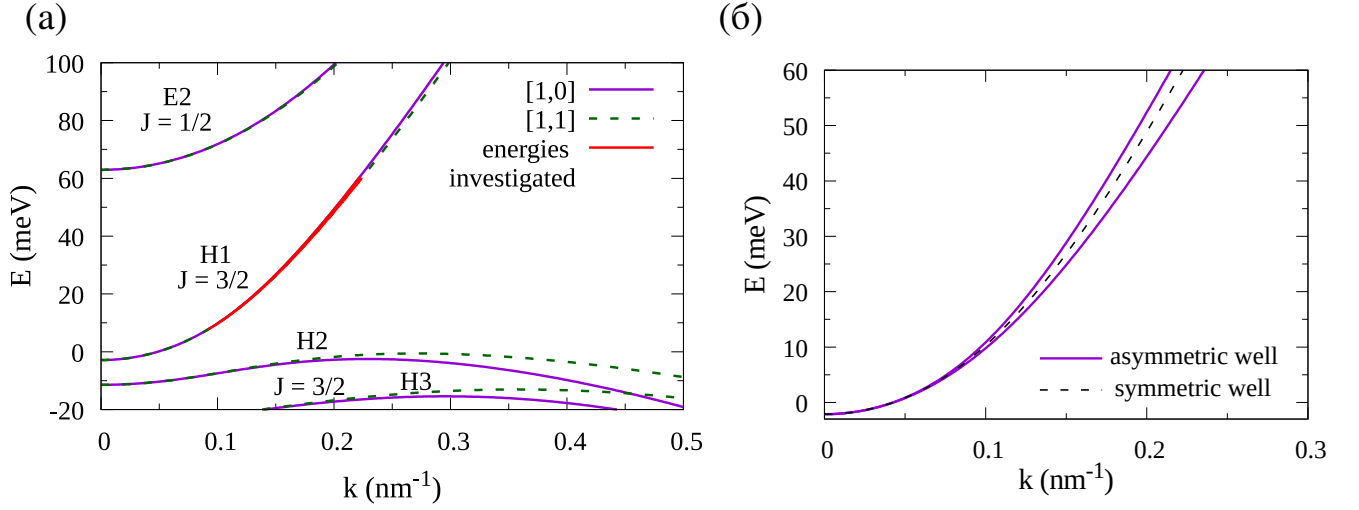 (а)
(б)
100
80
60
40
20
0
-20
E (meV)
E2
J = 1/2
H1
J = 3/2
H2
J = 3/2
H3
[1,0]
[1,1]
energies
investigated
0
0.1
0.2
0.3
0.4
0.5
k (nm-1)
60
50
40
30
20
10
0
E (meV)
asymmetric well
symmetric well
0
0.1
0.2
0.3
k (nm-1)